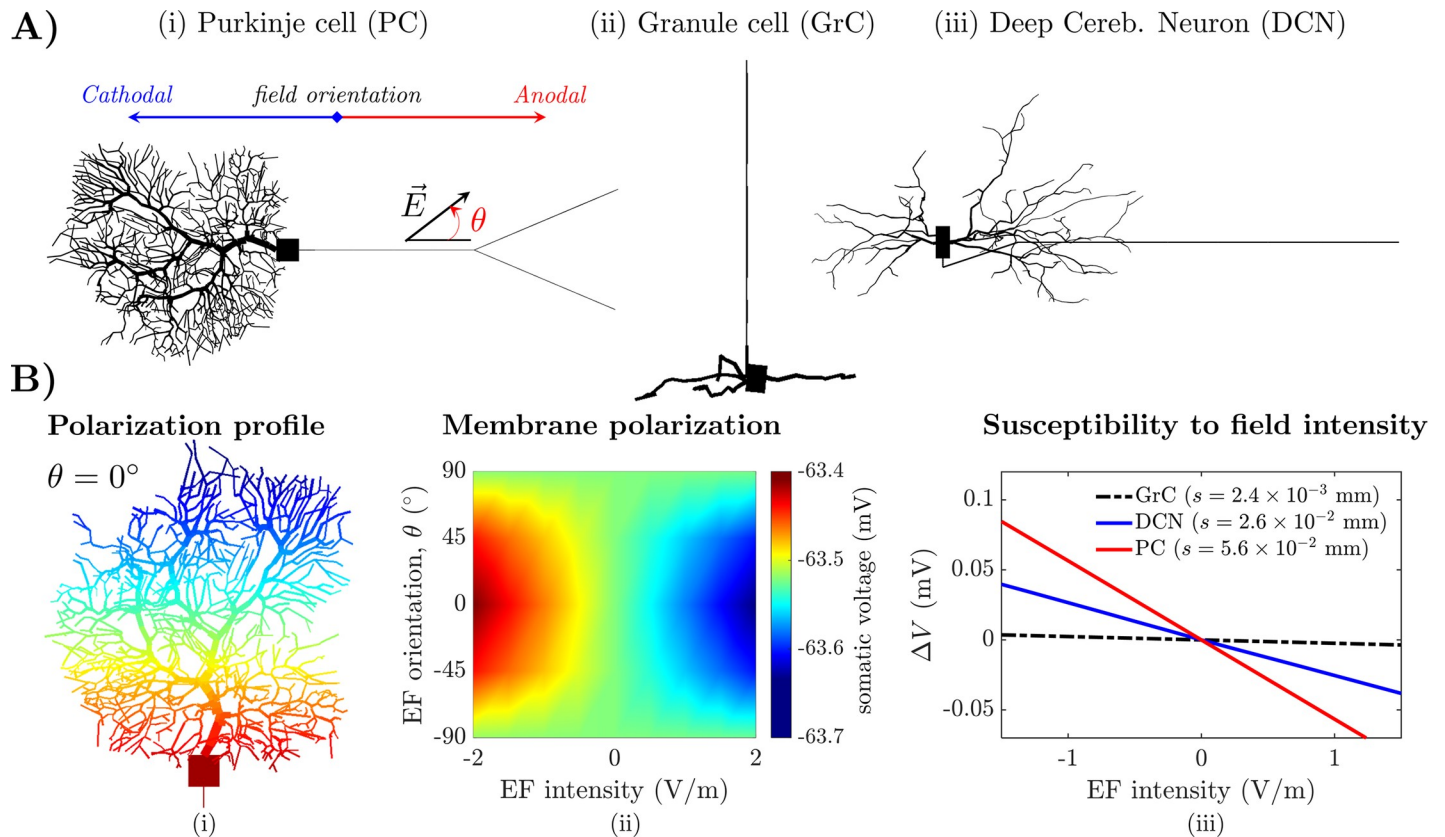 A)
(i) Purkinje cell (PC)
(ii) Granule cell (GrC)
(iii) Deep Cereb. Neuron (DCN)
Cathodal
field orientation
Anodal
E⃗
θ
B)
Polarization profile
θ = 0°
(i)
Membrane polarization
90
45
0
-45
-90
EF orientation, θ (°)
-2
0
2
EF intensity (V/m)
-63.4
-63.5
-63.6
-63.7
somatic voltage (mV)
(ii)
Susceptibility to field intensity
GrC (s = 2.4 × 10⁻³ mm)
DCN (s = 2.6 × 10⁻² mm)
PC (s = 5.6 × 10⁻² mm)
0.1
0.05
0
-0.05
ΔV (mV)
-1
0
1
EF intensity (V/m)
(iii)